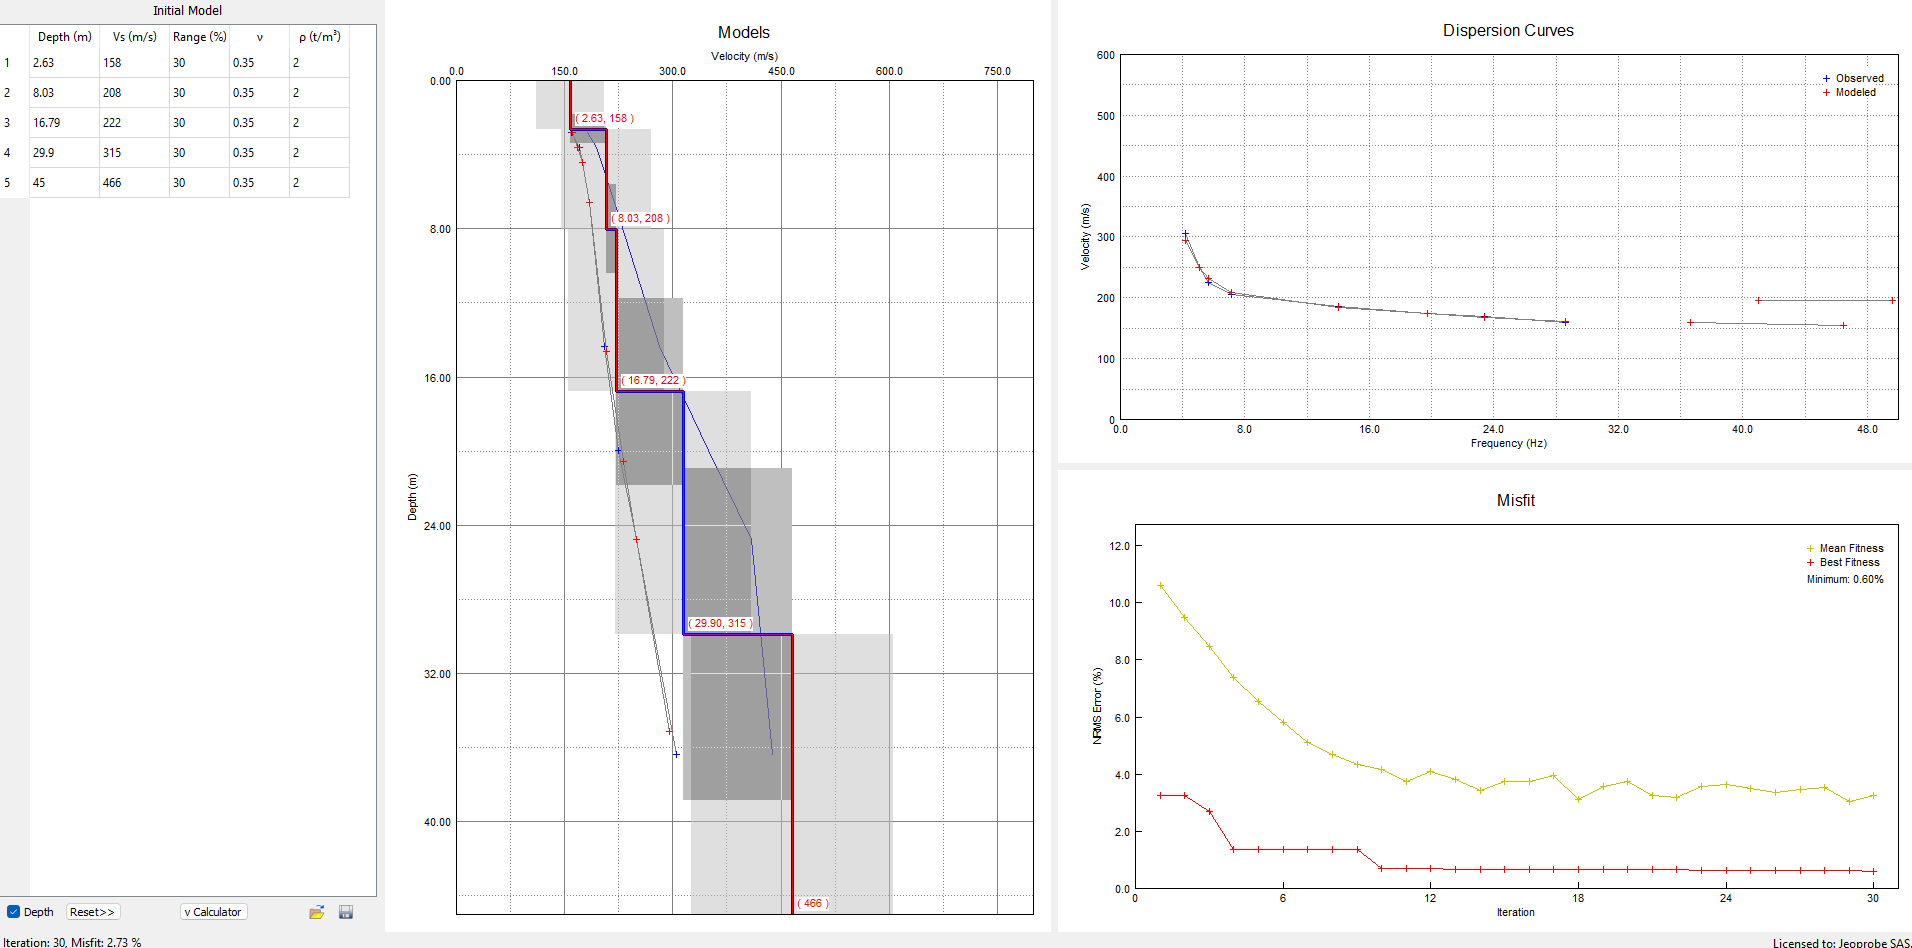 Initial Model
Depth (m) Vs (m/s) Range (%) ν ρ (t/m³)
1 2.63 158 30 0.35 2
2 8.03 208 30 0.35 2
3 16.79 222 30 0.35 2
4 29.9 315 30 0.35 2
5 45 466 30 0.35 2
Depth Reset>> ν Calculator
Iteration: 30, Misfit: 2.73 %
Models
Velocity (m/s)
0.0 150.0 300.0 450.0 600.0 750.0
0.00
8.00
16.00
24.00
32.00
40.00
Depth (m)
( 2.63, 158 )
( 8.03, 208 )
( 16.79, 222 )
( 29.90, 315 )
( 466 )
Dispersion Curves
600
500
400
300
200
100
0
Velocity (m/s)
Observed
Modeled
0.0 8.0 16.0 24.0 32.0 40.0 48.0
Frequency (Hz)
Misfit
12.0
10.0
8.0
6.0
4.0
2.0
0.0
NRMS Error (%)
Mean Fitness
Best Fitness
Minimum: 0.60%
0 6 12 18 24 30
Iteration
Licensed to: Jeoprobe SAS.